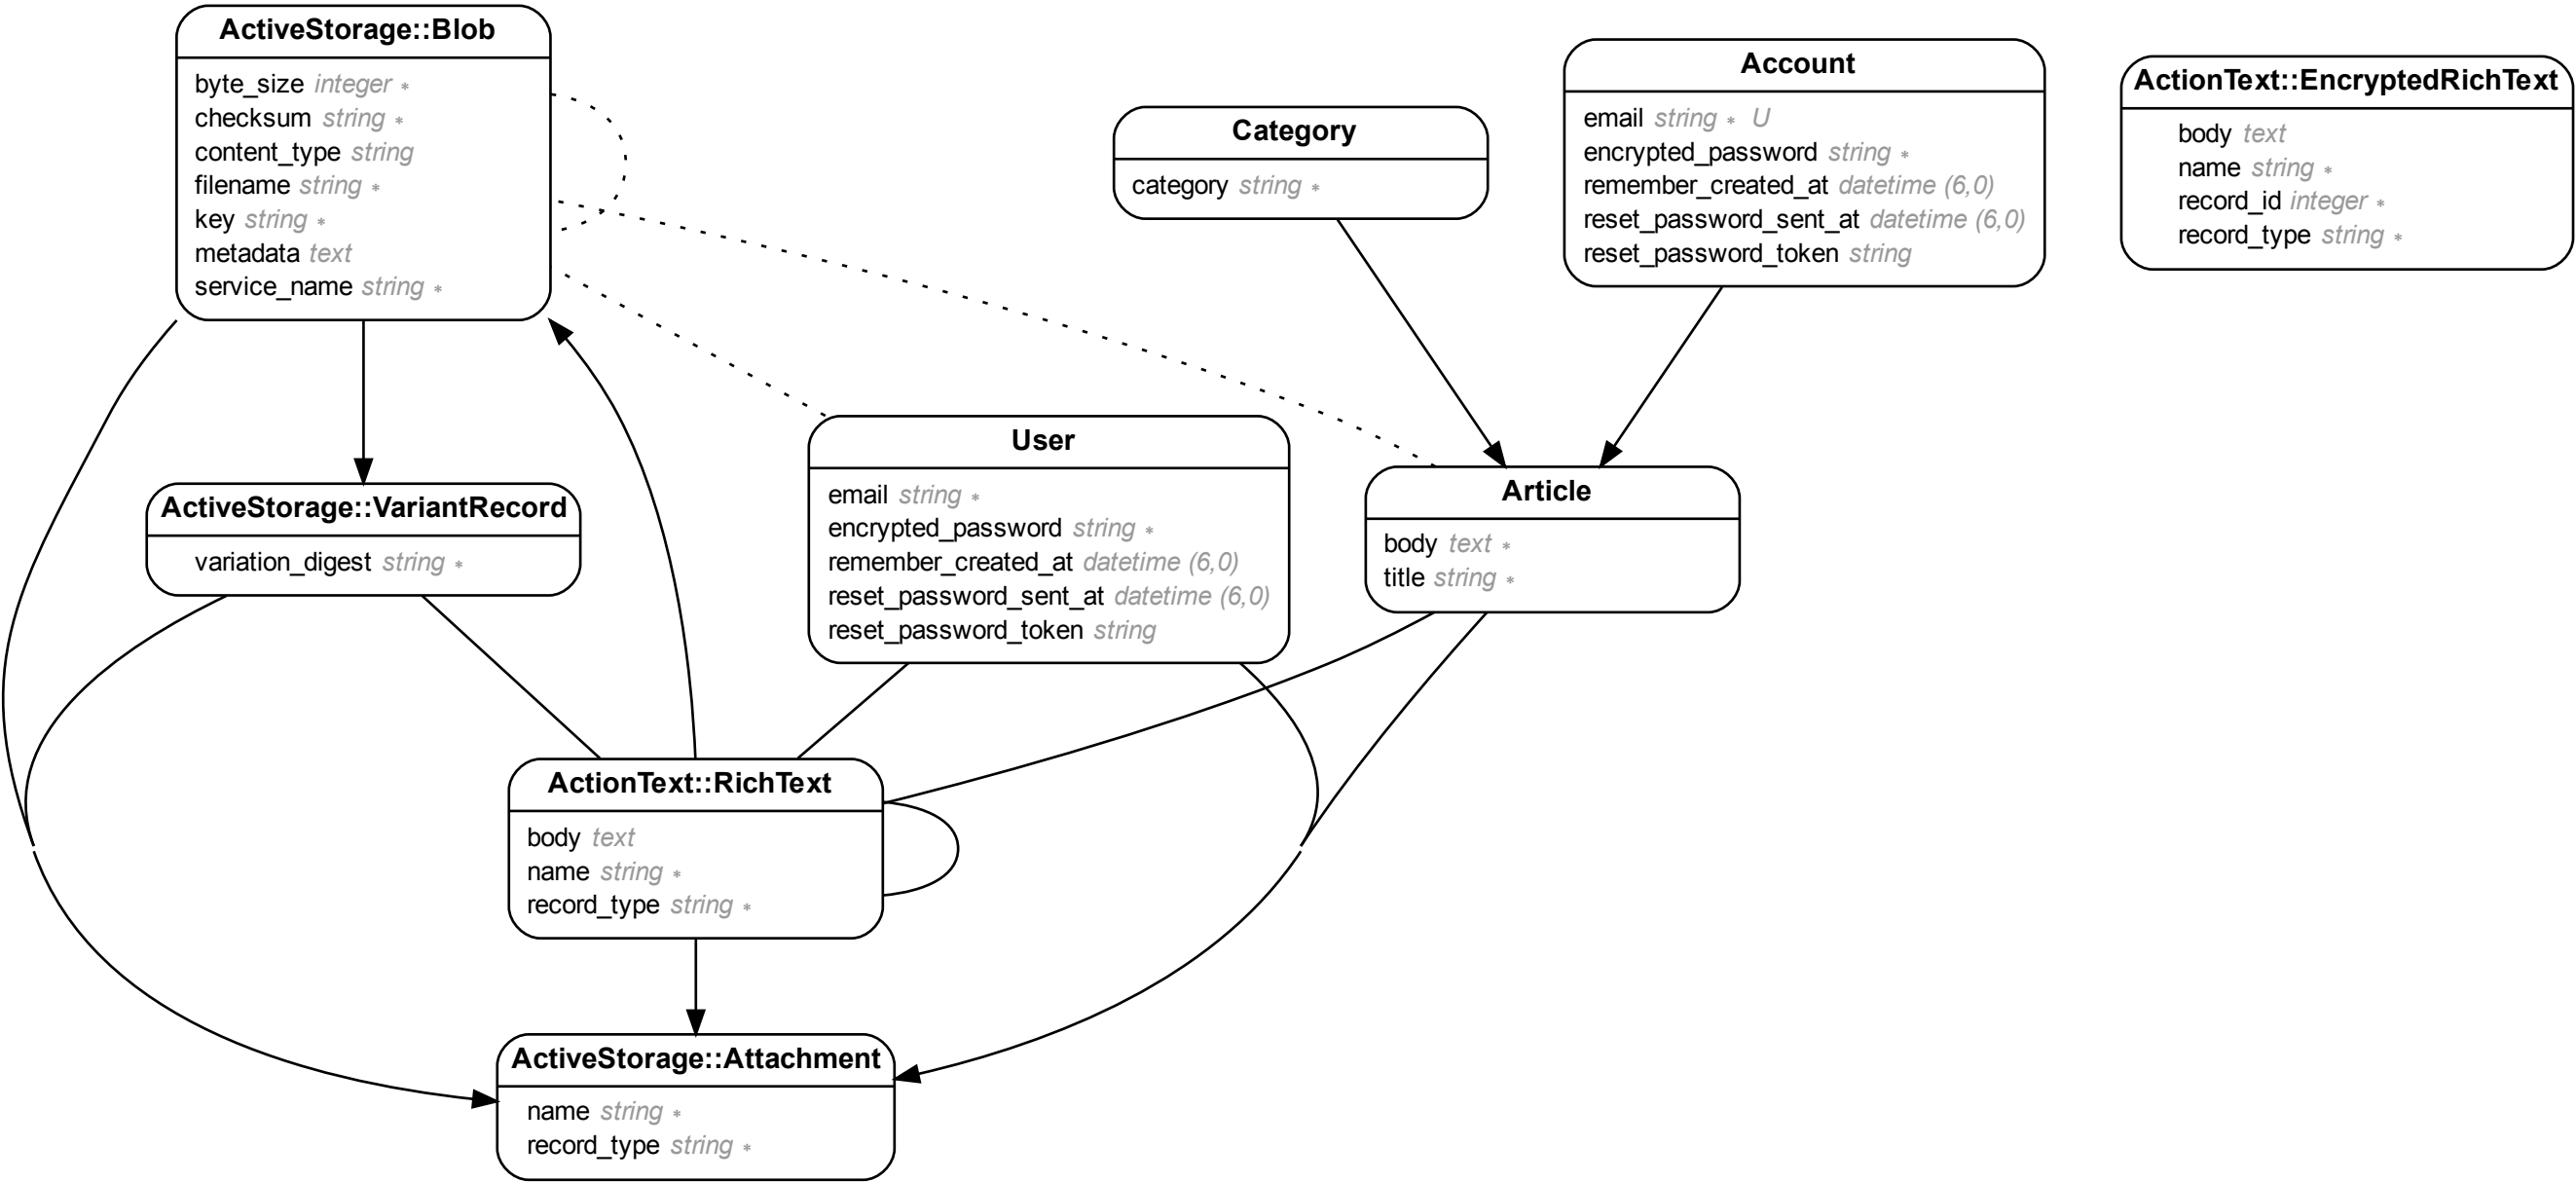 ActiveStorage::Blob
byte_size integer *
checksum string *
content_type string
filename string *
key string *
metadata text
service_name string *
Category
category string *
Account
email string * U
encrypted_password string *
remember_created_at datetime (6,0)
reset_password_sent_at datetime (6,0)
reset_password_token string
ActionText::EncryptedRichText
body text
name string *
record_id integer *
record_type string *
ActiveStorage::VariantRecord
variation_digest string *
User
email string *
encrypted_password string *
remember_created_at datetime (6,0)
reset_password_sent_at datetime (6,0)
reset_password_token string
Article
body text *
title string *
ActionText::RichText
body text
name string *
record_type string *
ActiveStorage::Attachment
name string *
record_type string *